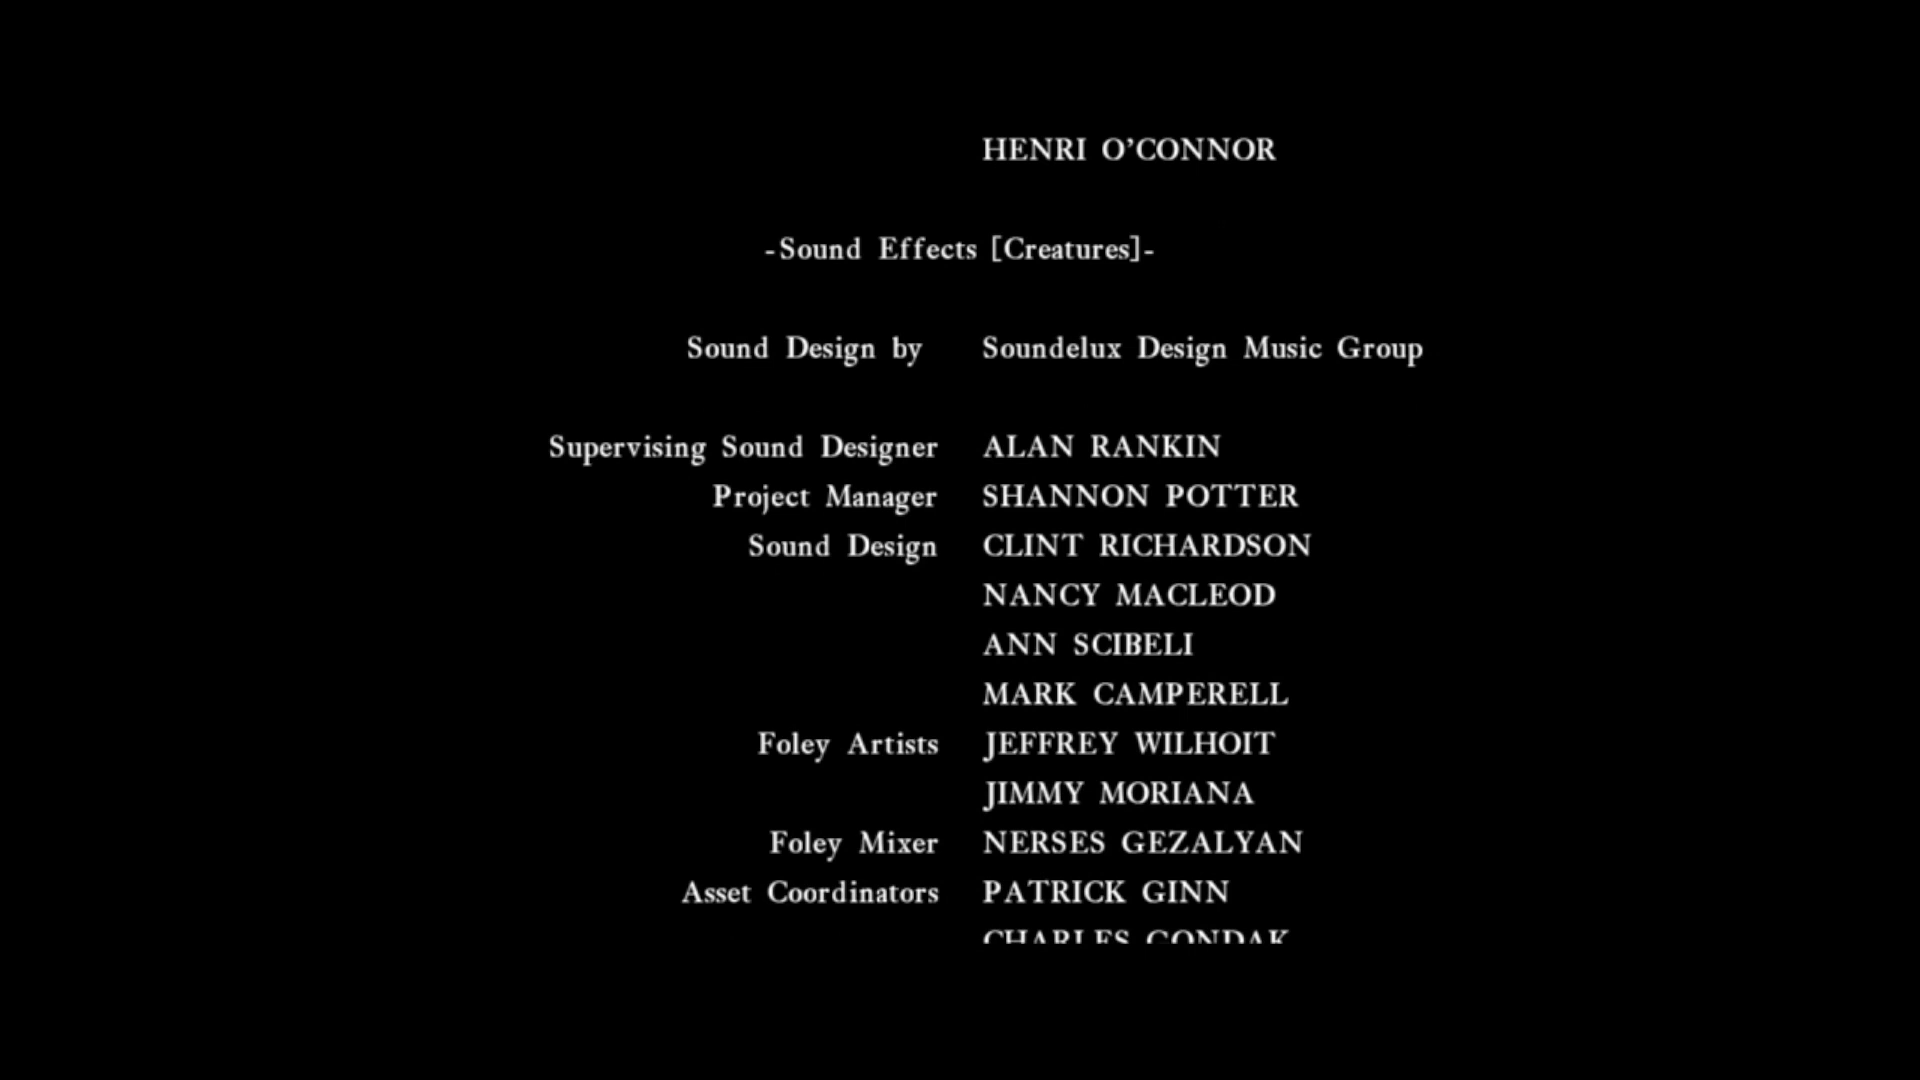 HENRI O'CONNOR
-Sound Effects [Creatures]-
Sound Design by Soundelux Design Music Group
Supervising Sound Designer ALAN RANKIN
Project Manager SHANNON POTTER
Sound Design CLINT RICHARDSON
NANCY MACLEOD
ANN SCIBELI
MARK CAMPERELL
Foley Artists JEFFREY WILHOIT
JIMMY MORIANA
Foley Mixer NERSES GEZALYAN
Asset Coordinators PATRICK GINN
CHARLES GONDAK